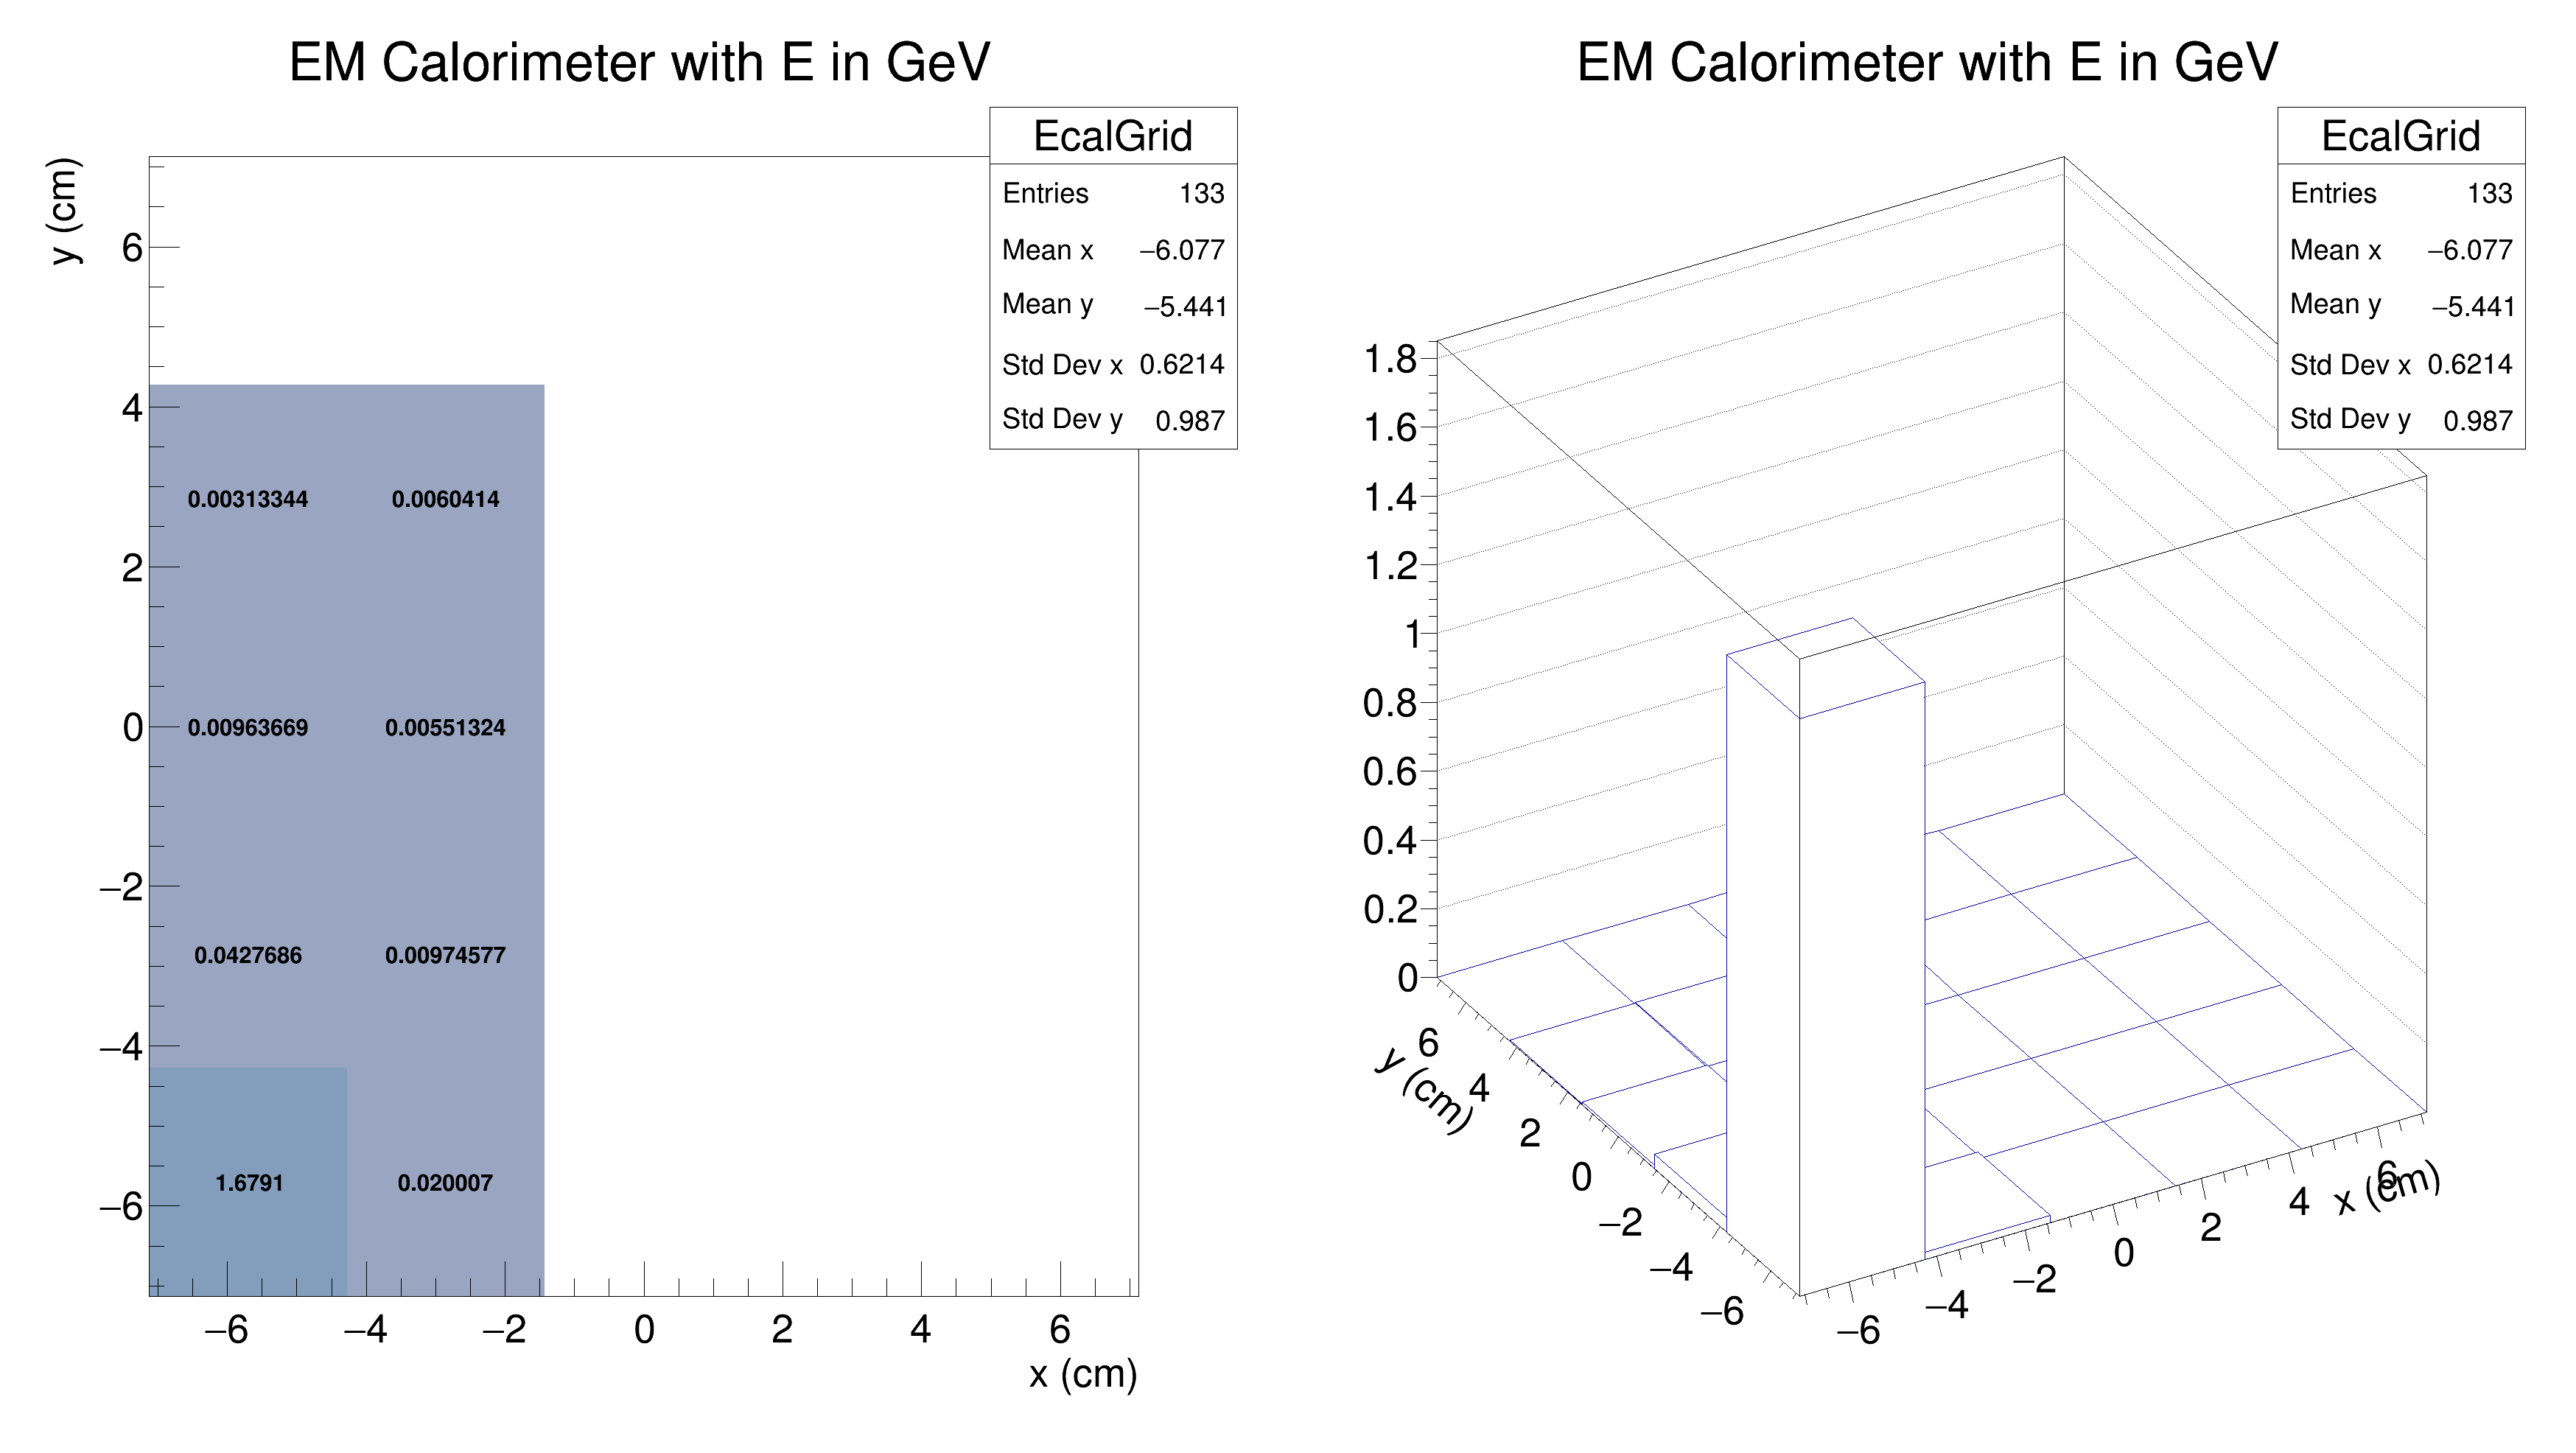 EM Calorimeter with E in GeV
EcalGrid
Entries 133
Mean x −6.077
Mean y −5.441
Std Dev x 0.6214
Std Dev y 0.987
y (cm)
6
4
2
0
−2
−4
−6
0.00313344 0.0060414
0.00963669 0.00551324
0.0427686 0.00974577
1.6791 0.020007
−6 −4 −2 0 2 4 6
x (cm)
EM Calorimeter with E in GeV
EcalGrid
Entries 133
Mean x −6.077
Mean y −5.441
Std Dev x 0.6214
Std Dev y 0.987
1.8
1.6
1.4
1.2
1
0.8
0.6
0.4
0.2
0
y (cm)
6
4
2
0
−2
−4
−6
−6 −4 −2 0 2 4 6
x (cm)